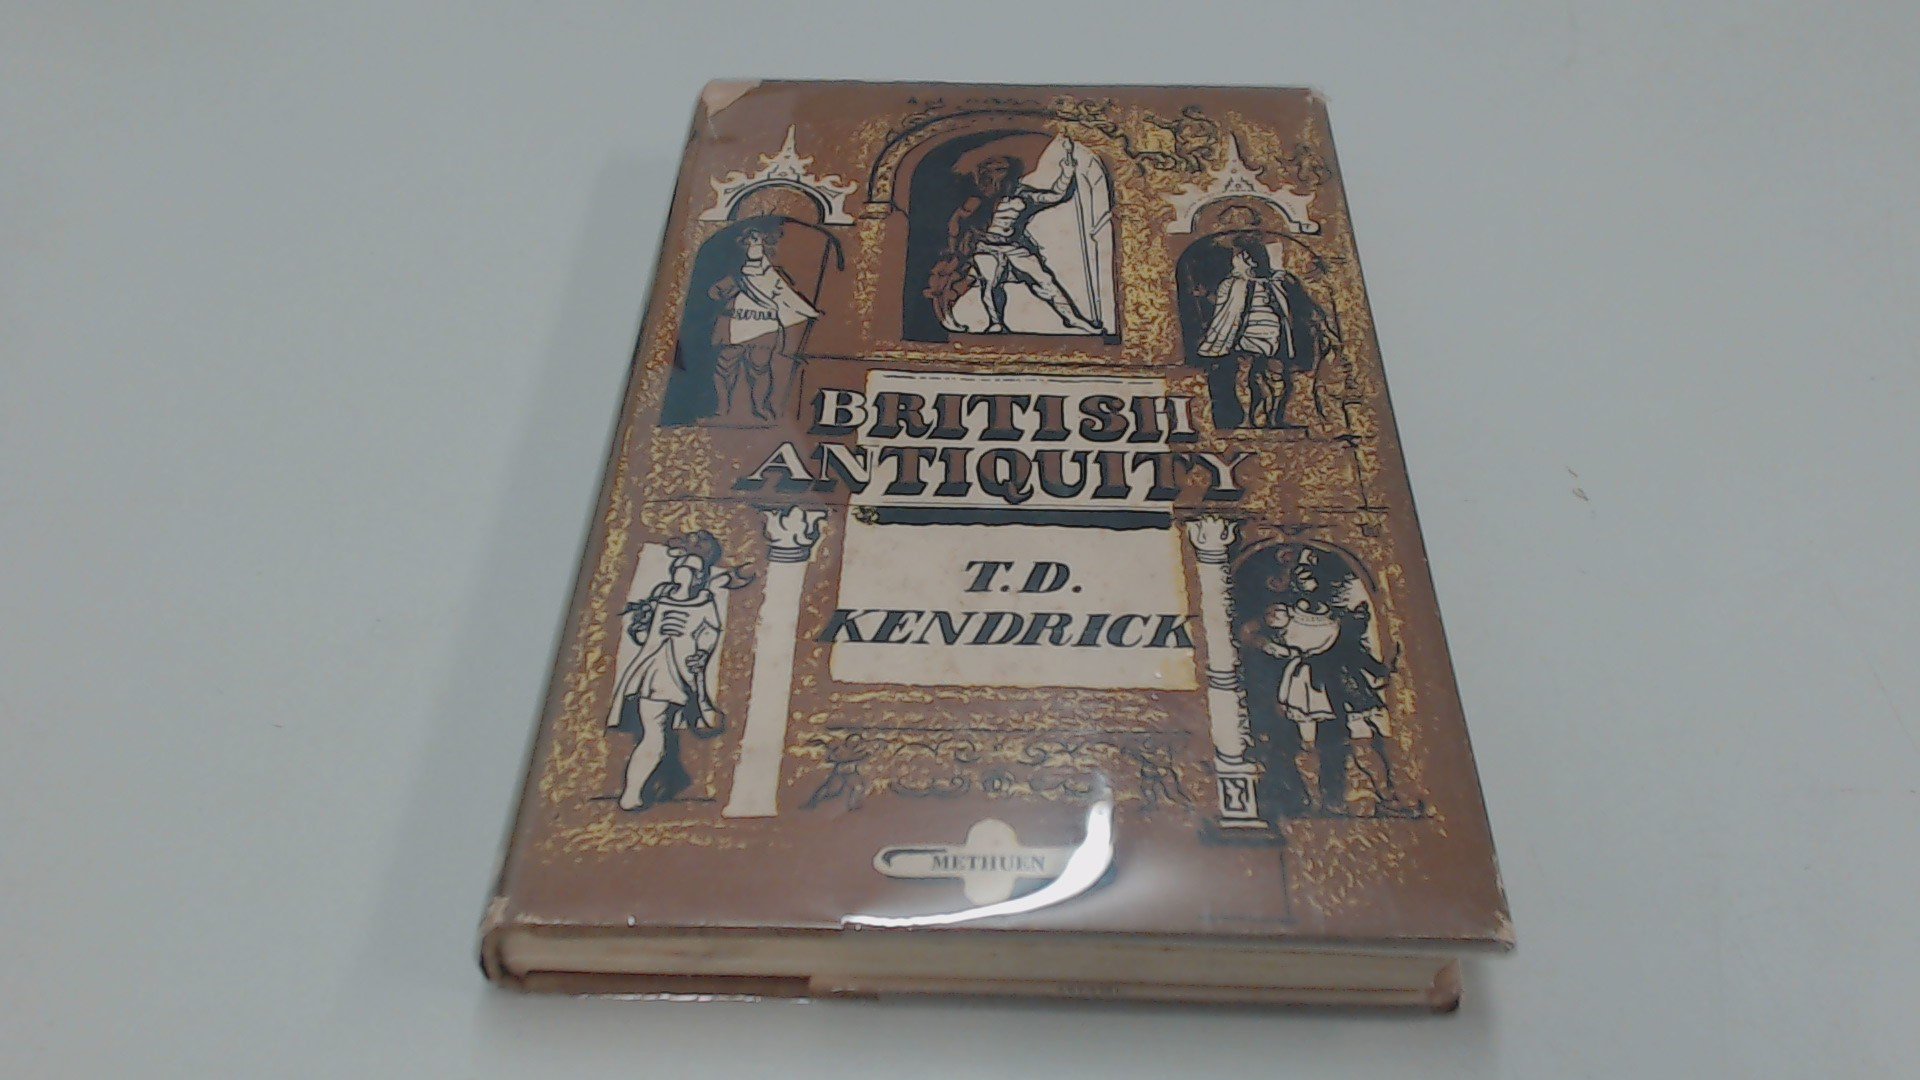 BRITISH
ANTIQUITY
T.D.
KENDRICK
METHUEN